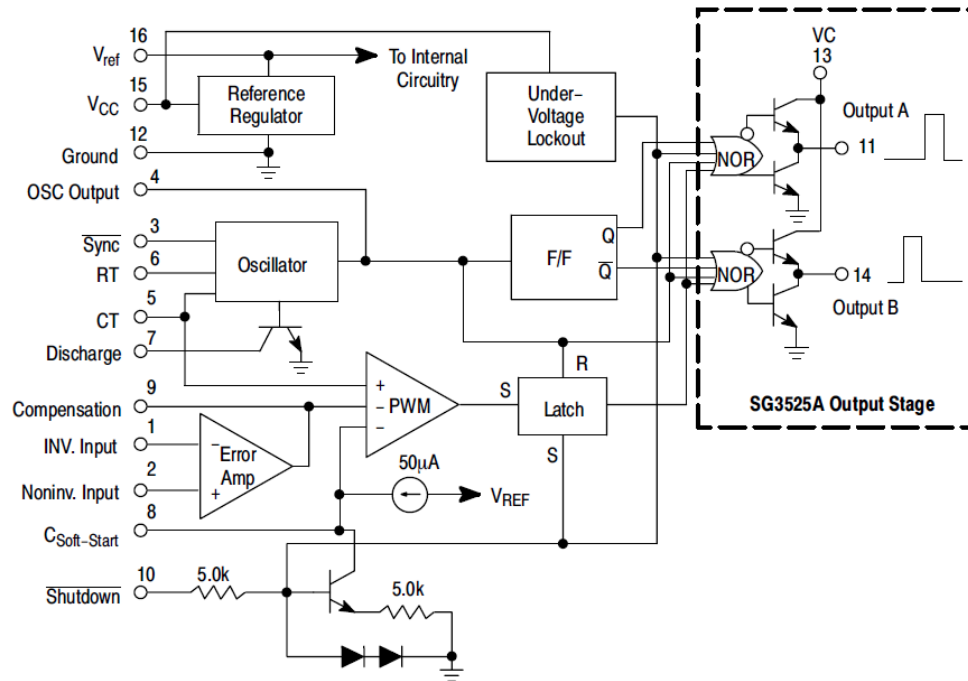 16
Vref
To Internal
Circuitry
15
VCC
Reference
Regulator
12
Ground
4
OSC Output
Under–
Voltage
Lockout
VC
13
Output A
NOR
11
3
Sync
6
RT
Oscillator
5
CT
7
Discharge
F/F
Q
Q
NOR
14
Output B
9
Compensation
+
– PWM
–
S
R
Latch
S
SG3525A Output Stage
1
INV. Input
2
Noninv. Input
–
Error
Amp
+
50µA
VREF
8
CSoft–Start
10
Shutdown
5.0k
5.0k